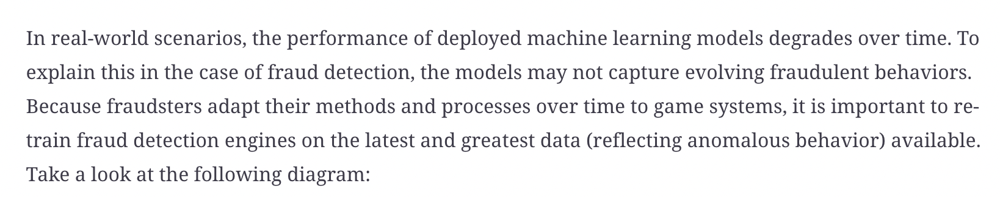 In real-world scenarios, the performance of deployed machine learning models degrades over time. To
explain this in the case of fraud detection, the models may not capture evolving fraudulent behaviors.
Because fraudsters adapt their methods and processes over time to game systems, it is important to re-
train fraud detection engines on the latest and greatest data (reflecting anomalous behavior) available.
Take a look at the following diagram: